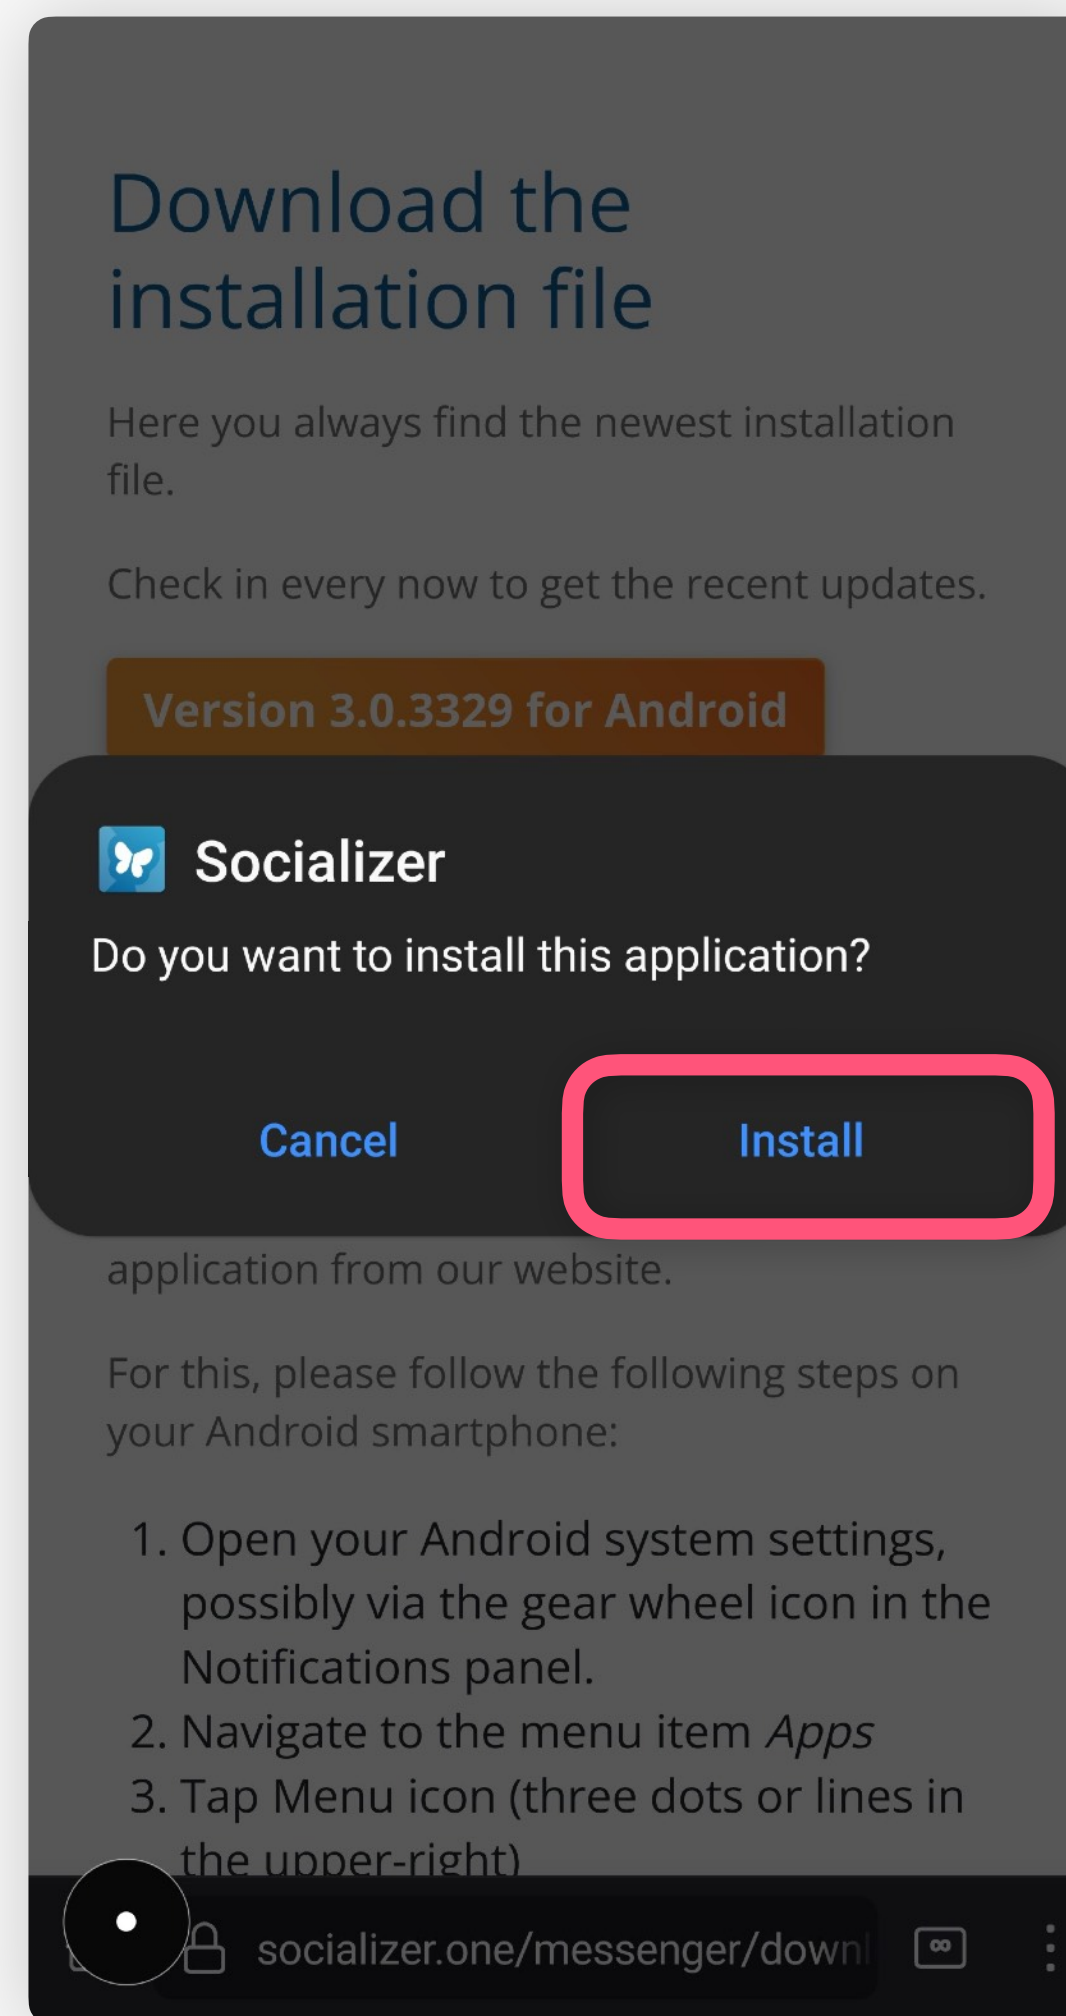 Download the
installation file
Here you always find the newest installation
file.
Check in every now to get the recent updates.
Version 3.0.3329 for Android
Socializer
Do you want to install this application?
Cancel
Install
application from our website.
For this, please follow the following steps on
your Android smartphone:
1. Open your Android system settings,
possibly via the gear wheel icon in the
Notifications panel.
2. Navigate to the menu item Apps
3. Tap Menu icon (three dots or lines in
the upper-right)
socializer.one/messenger/downl
∞